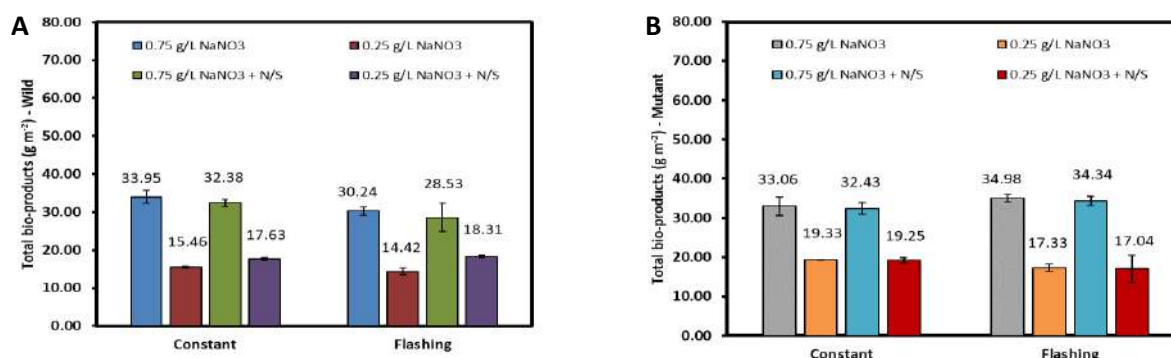 A
Total bio-products (g m-2) - Wild
80.00
70.00
60.00
50.00
40.00
30.00
20.00
10.00
0.00
0.75 g/L NaNO3
0.25 g/L NaNO3
0.75 g/L NaNO3 + N/S
0.25 g/L NaNO3 + N/S
33.95
15.46
32.38
17.63
30.24
14.42
28.53
18.31
Constant
Flashing
B
Total bio-products (g m-2) - Mutant
80.00
70.00
60.00
50.00
40.00
30.00
20.00
10.00
0.00
0.75 g/L NaNO3
0.25 g/L NaNO3
0.75 g/L NaNO3 + N/S
0.25 g/L NaNO3 + N/S
33.06
19.33
32.43
19.25
34.98
17.33
34.34
17.04
Constant
Flashing